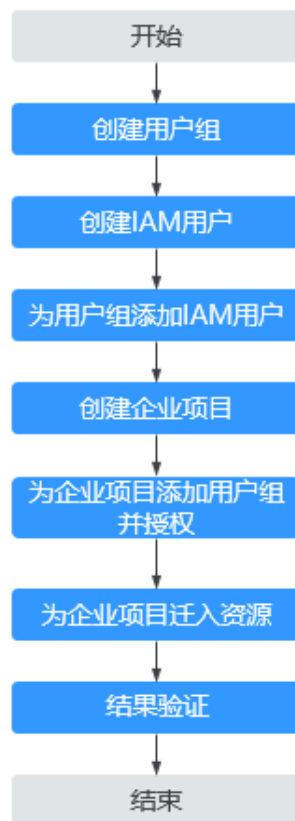 开始
创建用户组
创建IAM用户
为用户组添加IAM用户
创建企业项目
为企业项目添加用户组
并授权
为企业项目迁入资源
结果验证
结束